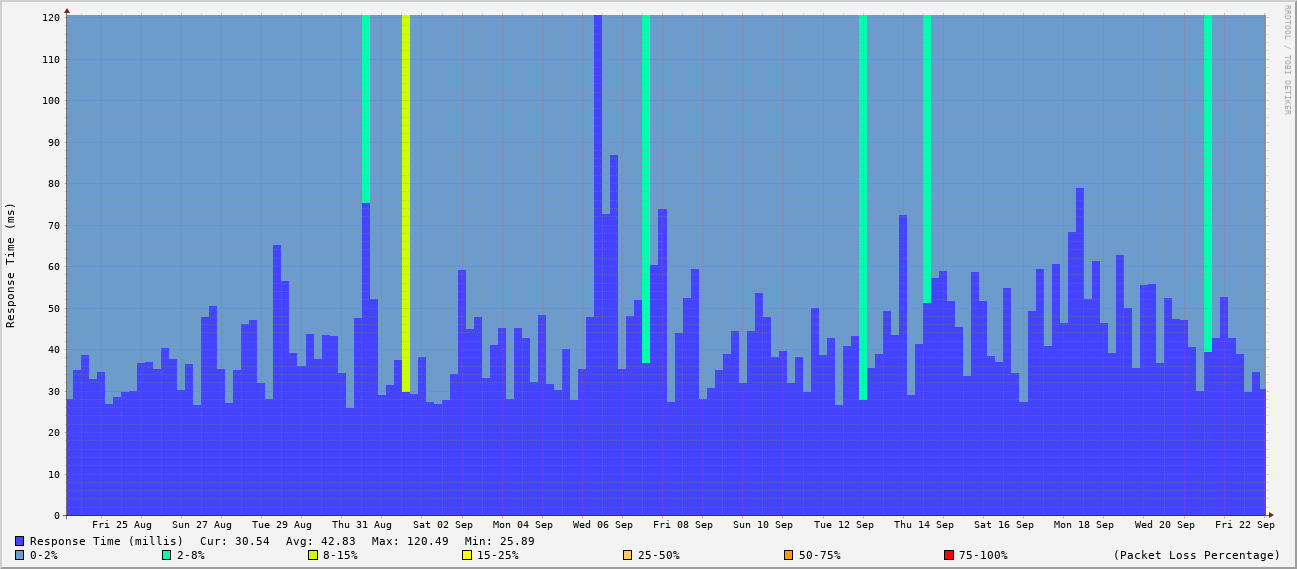 RRDTOOL / TOBI OETIKER
Response Time (ms)
120
110
100
90
80
70
60
50
40
30
20
10
0
Fri 25 Aug Sun 27 Aug Tue 29 Aug Thu 31 Aug Sat 02 Sep Mon 04 Sep Wed 06 Sep Fri 08 Sep Sun 10 Sep Tue 12 Sep Thu 14 Sep Sat 16 Sep Mon 18 Sep Wed 20 Sep Fri 22 Sep
Response Time (millis) Cur: 30.54 Avg: 42.83 Max: 120.49 Min: 25.89
0-2% 2-8% 8-15% 15-25% 25-50% 50-75% 75-100% (Packet Loss Percentage)